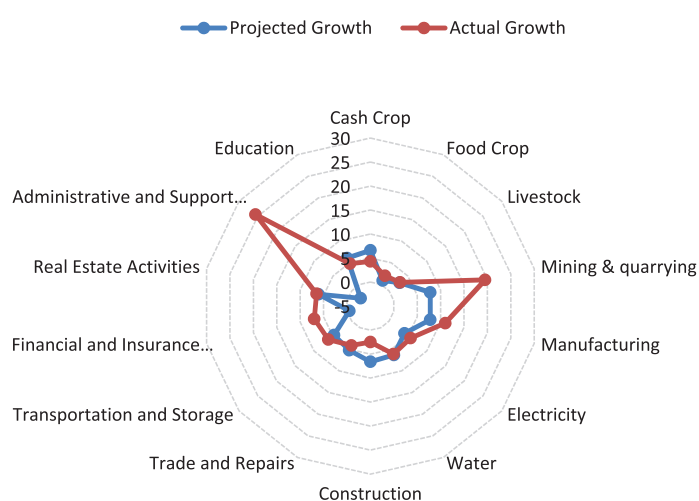 Projected Growth
Actual Growth
Cash Crop
30
Education
Food Crop
25
20
Administrative and Support...
Livestock
15
10
Real Estate Activities
5
Mining & quarrying
0
-5
Financial and Insurance...
Manufacturing
Transportation and Storage
Electricity
Trade and Repairs
Water
Construction